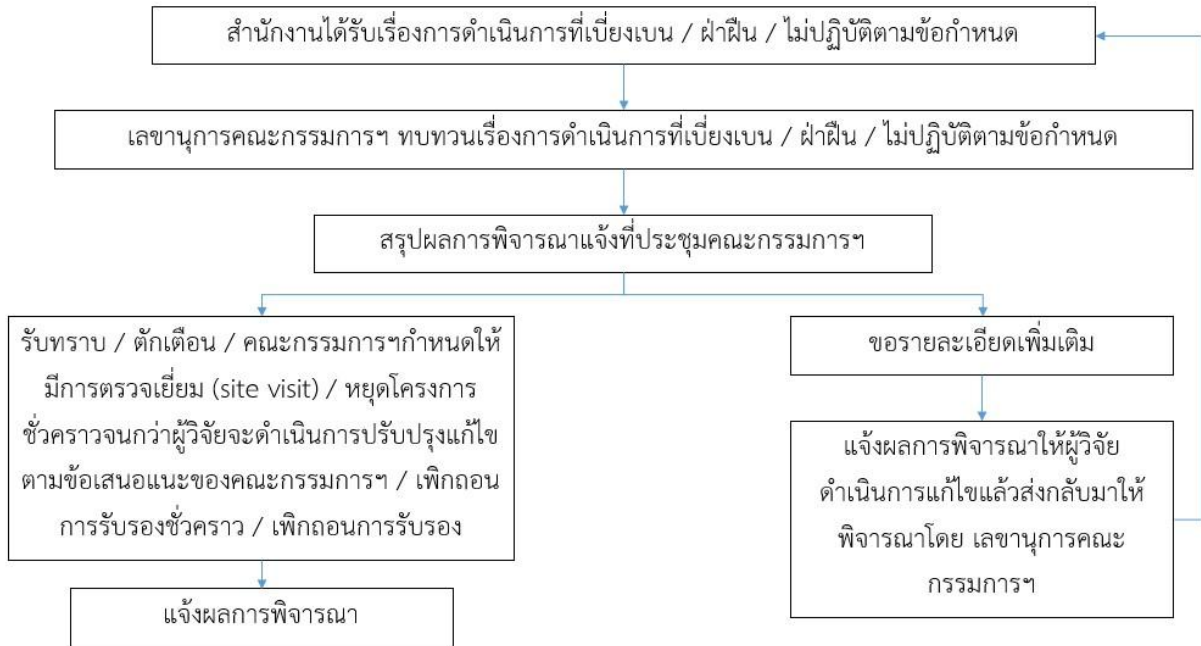 สำนักงานได้รับเรื่องการดำเนินการที่เบี่ยงเบน / ฝ่าฝืน / ไม่ปฏิบัติตามข้อกำหนด
เลขานุการคณะกรรมการฯ ทบทวนเรื่องการดำเนินการที่เบี่ยงเบน / ฝ่าฝืน / ไม่ปฏิบัติตามข้อกำหนด
สรุปผลการพิจารณาแจ้งที่ประชุมคณะกรรมการฯ
รับทราบ / ตักเตือน / คณะกรรมการฯกำหนดให้
มีการตรวจเยี่ยม (site visit) / หยุดโครงการ
ชั่วคราวจนกว่าผู้วิจัยจะดำเนินการปรับปรุงแก้ไข
ตามข้อเสนอแนะของคณะกรรมการฯ / เพิกถอน
การรับรองชั่วคราว / เพิกถอนการรับรอง
แจ้งผลการพิจารณา
ขอรายละเอียดเพิ่มเติม
แจ้งผลการพิจารณาให้ผู้วิจัย
ดำเนินการแก้ไขแล้วส่งกลับมาให้
พิจารณาโดย เลขานุการคณะ
กรรมการฯ